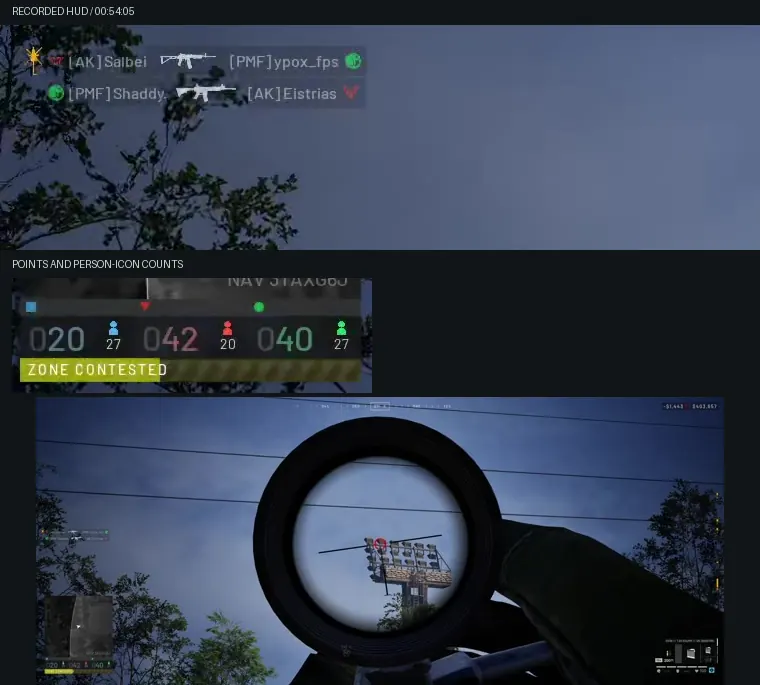 RECORDED HUD / 00:54:05
[AK] Salbei [PMF] ypox_fps
[PMF] Shaddy. [AK] Eistrias
POINTS AND PERSON-ICON COUNTS
020 27 042 20 040 27
ZONE CONTESTED